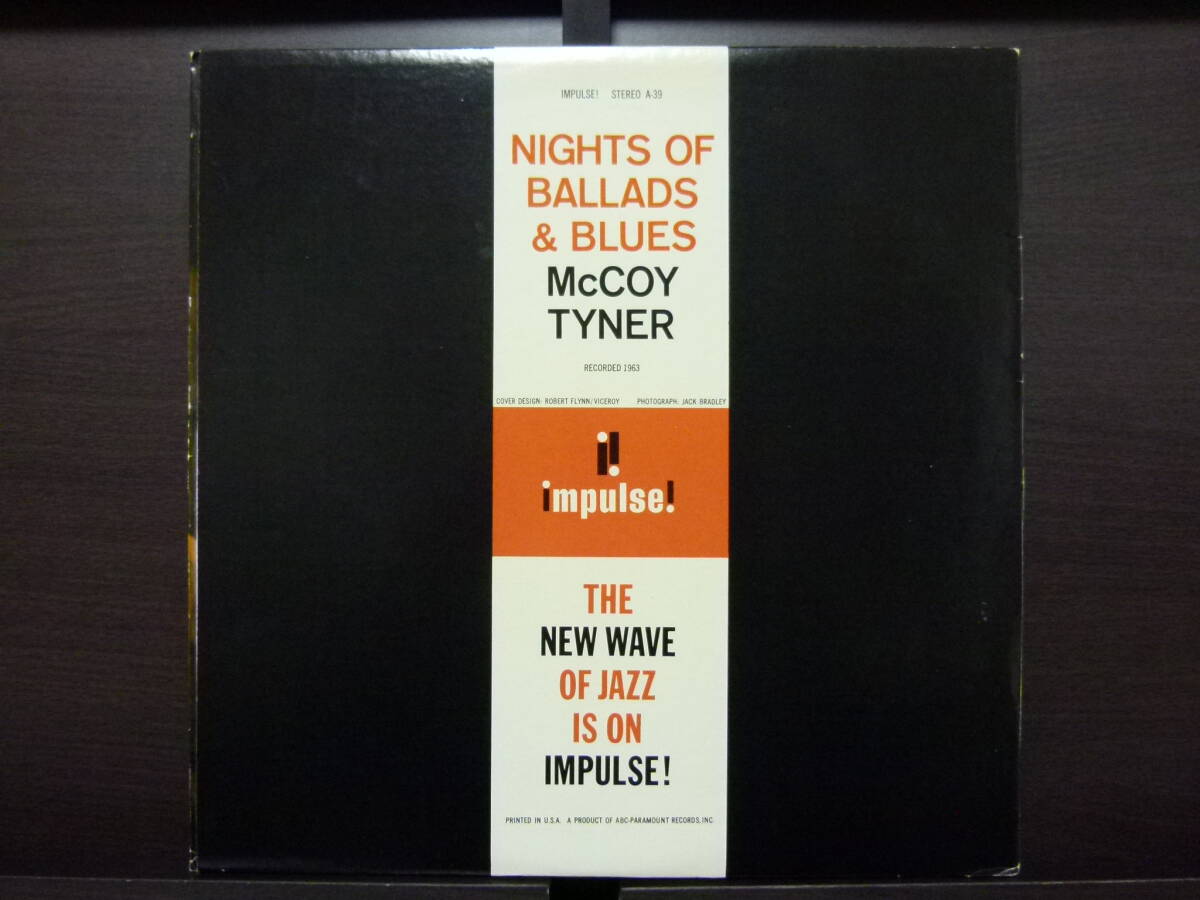 IMPULSE! STEREO A-39
NIGHTS OF
BALLADS
& BLUES
McCOY
TYNER
RECORDED 1963
COVER DESIGN: ROBERT FLYNN/VICEROY PHOTOGRAPH: JACK BRADLEY
impulse!
THE
NEW WAVE
OF JAZZ
IS ON
IMPULSE!
PRINTED IN U.S.A. A PRODUCT OF ABC-PARAMOUNT RECORDS, INC.